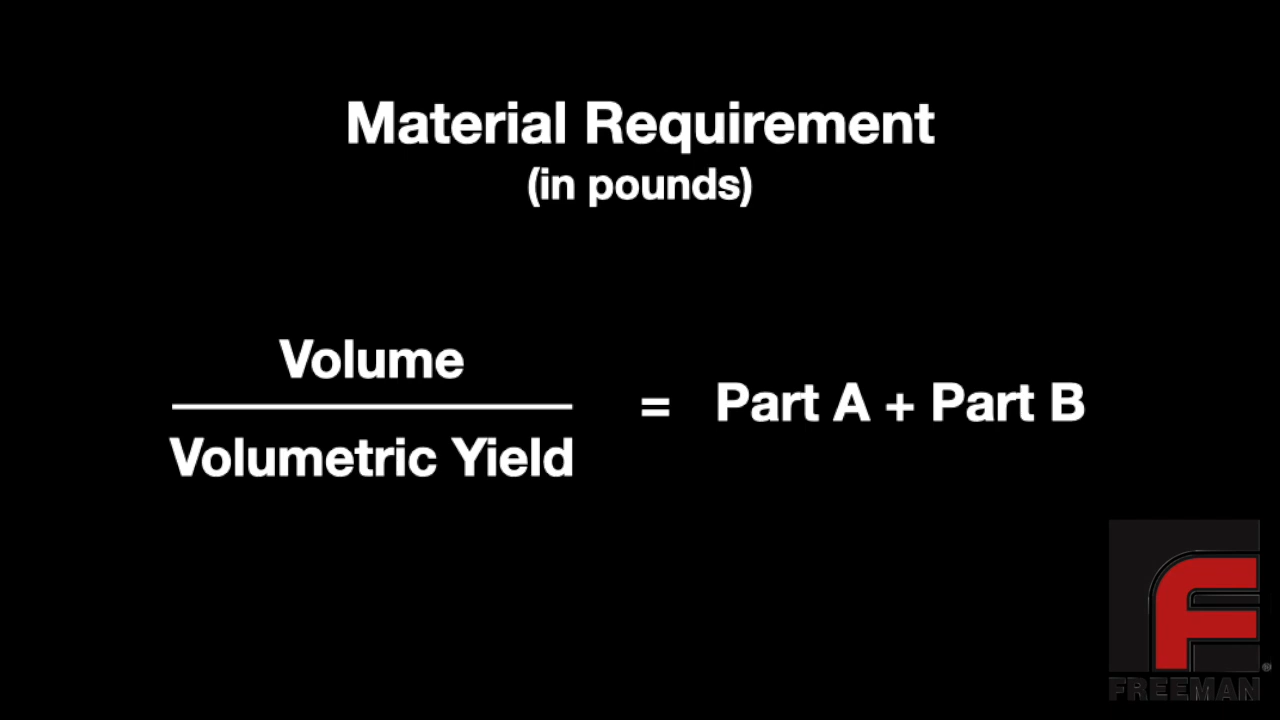 Material Requirement
(in pounds)
Volume
Volumetric Yield
= Part A + Part B
FREEMAN
®